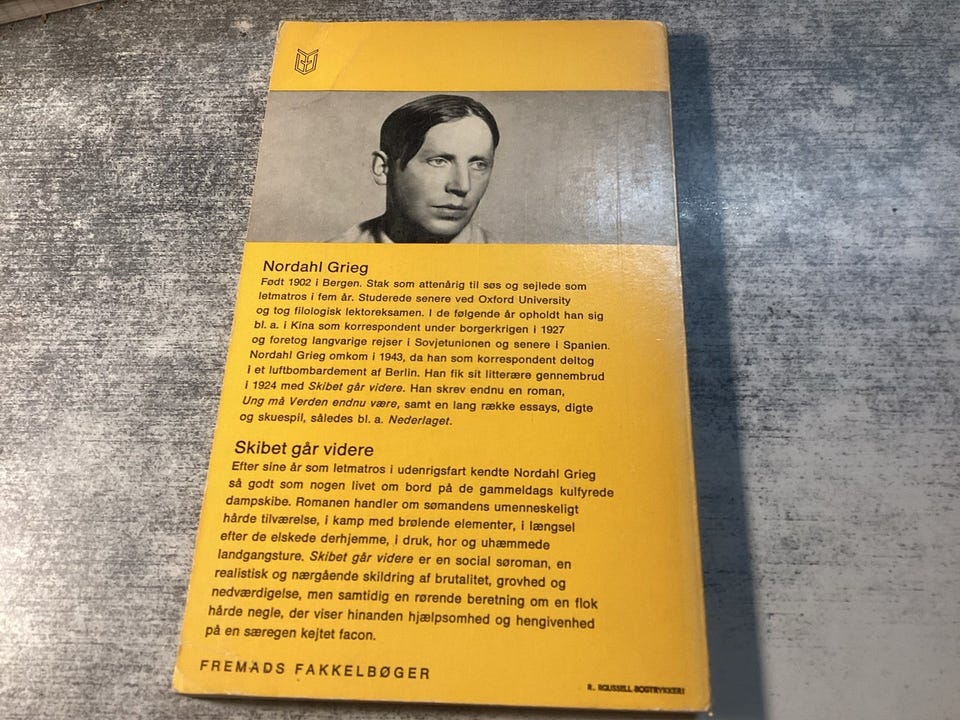 Nordahl Grieg
Født 1902 i Bergen. Stak som attenårig til søs og sejlede som
letmatros i fem år. Studerede senere ved Oxford University
og tog filologisk lektoreksamen. I de følgende år opholdt han sig
bl. a. i Kina som korrespondent under borgerkrigen i 1927
og foretog langvarige rejser i Sovjetunionen og senere i Spanien.
Nordahl Grieg omkom i 1943, da han som korrespondent deltog
i et luftbombardement af Berlin. Han fik sit litterære gennembrud
i 1924 med Skibet går videre. Han skrev endnu en roman,
Ung må Verden endnu være, samt en lang række essays, digte
og skuespil, således bl. a. Nederlaget.
Skibet går videre
Efter sine år som letmatros i udenrigsfart kendte Nordahl Grieg
så godt som nogen livet om bord på de gammeldags kulfyrede
dampskibe. Romanen handler om sømandens umenneskeligt
hårde tilværelse, i kamp med brølende elementer, i længsel
efter de elskede derhjemme, i druk, hor og uhæmmede
landgangsture. Skibet går videre er en social søroman, en
realistisk og nærgående skildring af brutalitet, grovhed og
nedværdigelse, men samtidig en rørende beretning om en flok
hårde negle, der viser hinanden hjælpsomhed og hengivenhed
på en særegen kejtet facon.
FREMADS FAKKELBØGER
R. ROUSSELL-BOGTRYKKERI